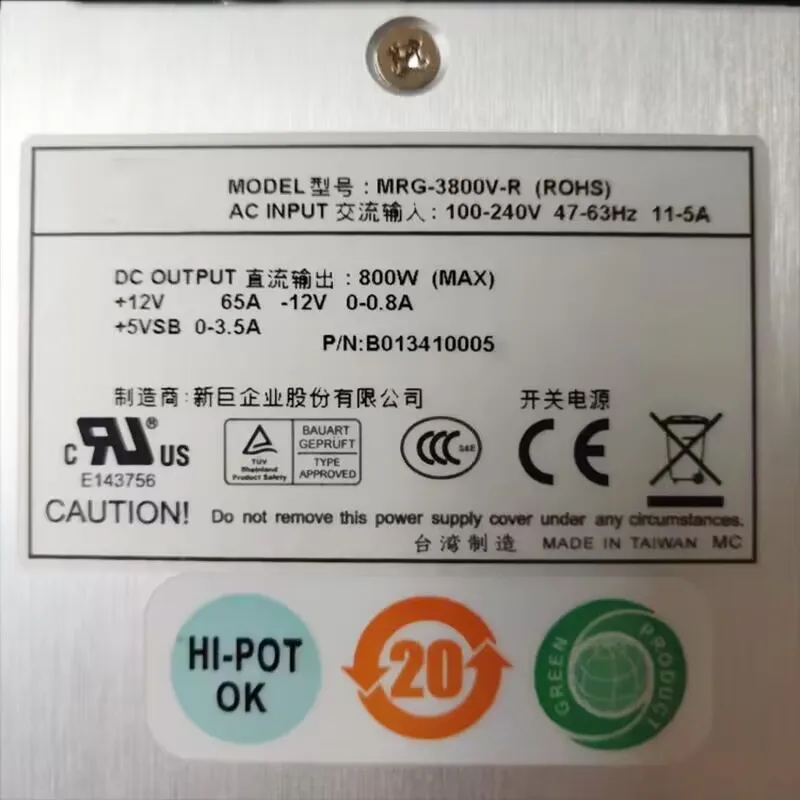 MODEL 型号 : MRG-3800V-R (ROHS)
AC INPUT 交流输入 : 100-240V 47-63Hz 11-5A
DC OUTPUT 直流输出 : 800W (MAX)
+12V 65A -12V 0-0.8A
+5VSB 0-3.5A
P/N:B013410005
制造商:新巨企业股份有限公司
开关电源
c RU ® US
E143756
TÜV
Rheinland
Product Safety
BAUART
GEPRÜFT
TYPE
APPROVED
CCC S&E
CE
CAUTION! Do not remove this power supply cover under any circumstances.
台湾制造 MADE IN TAIWAN MC
HI-POT
OK
20
GREEN PRODUCT